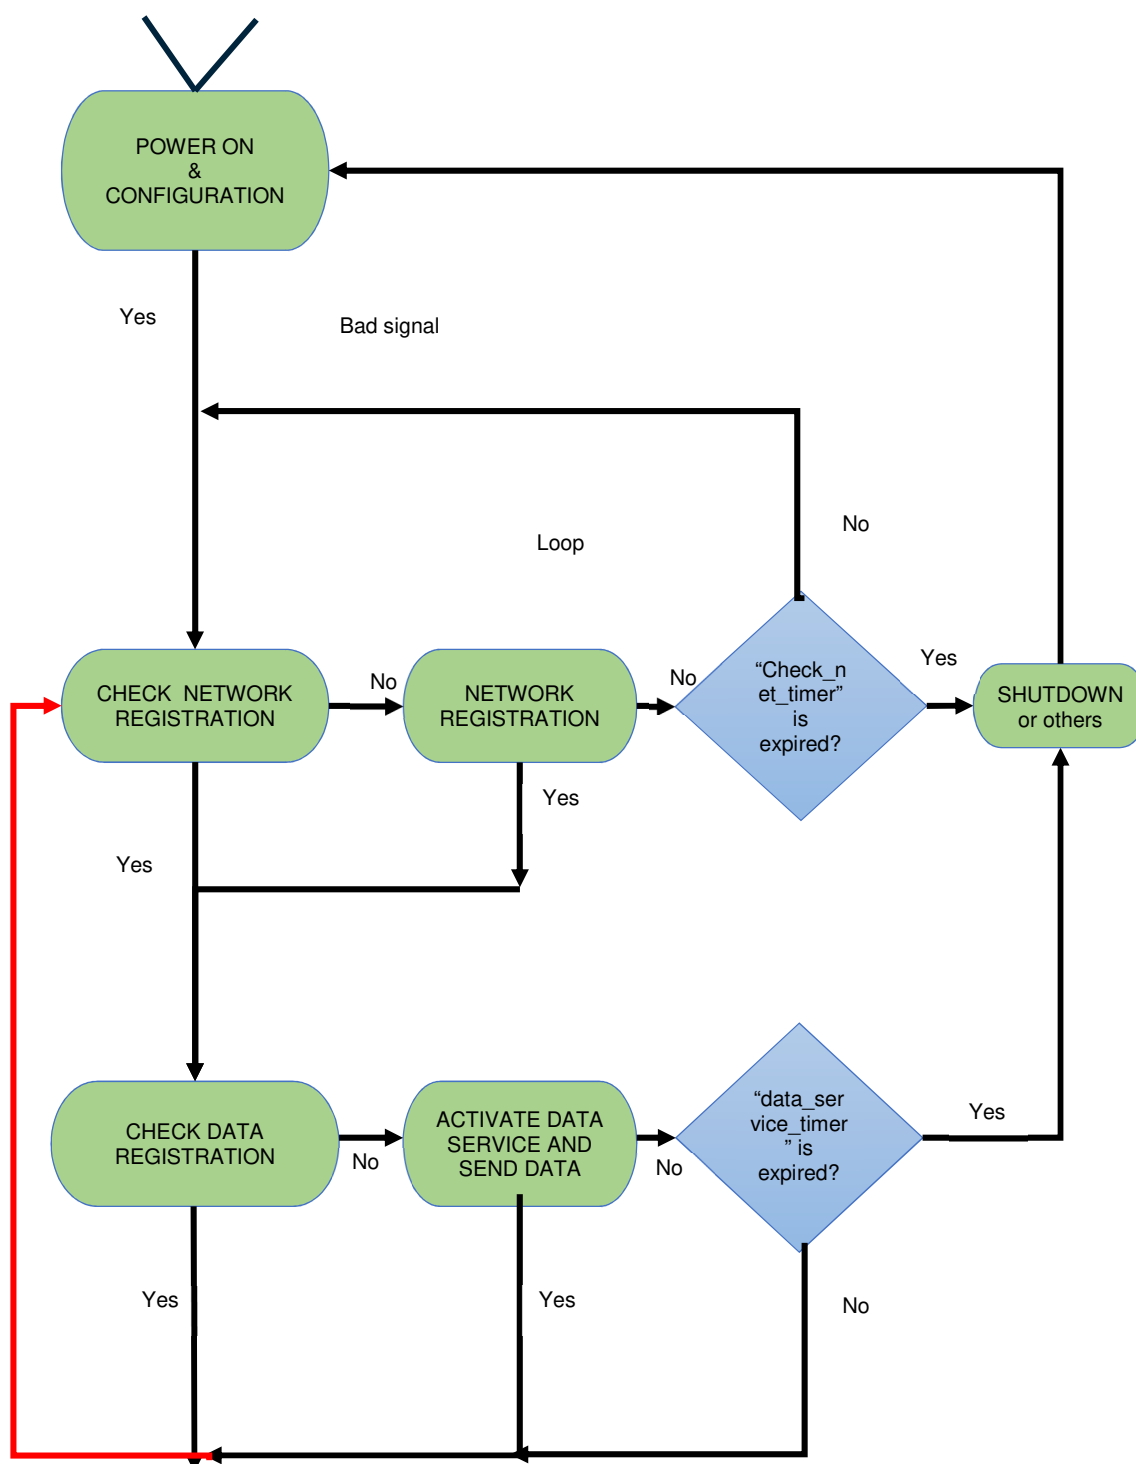 POWER ON
&
CONFIGURATION
Yes
Bad signal
No
Loop
CHECK  NETWORK
REGISTRATION
No
NETWORK
REGISTRATION
No
“Check_n
et_timer”
is
expired?
Yes
SHUTDOWN
or others
Yes
Yes
CHECK DATA
REGISTRATION
No
ACTIVATE DATA
SERVICE AND
SEND DATA
No
“data_ser
vice_timer
” is
expired?
Yes
Yes
Yes
No